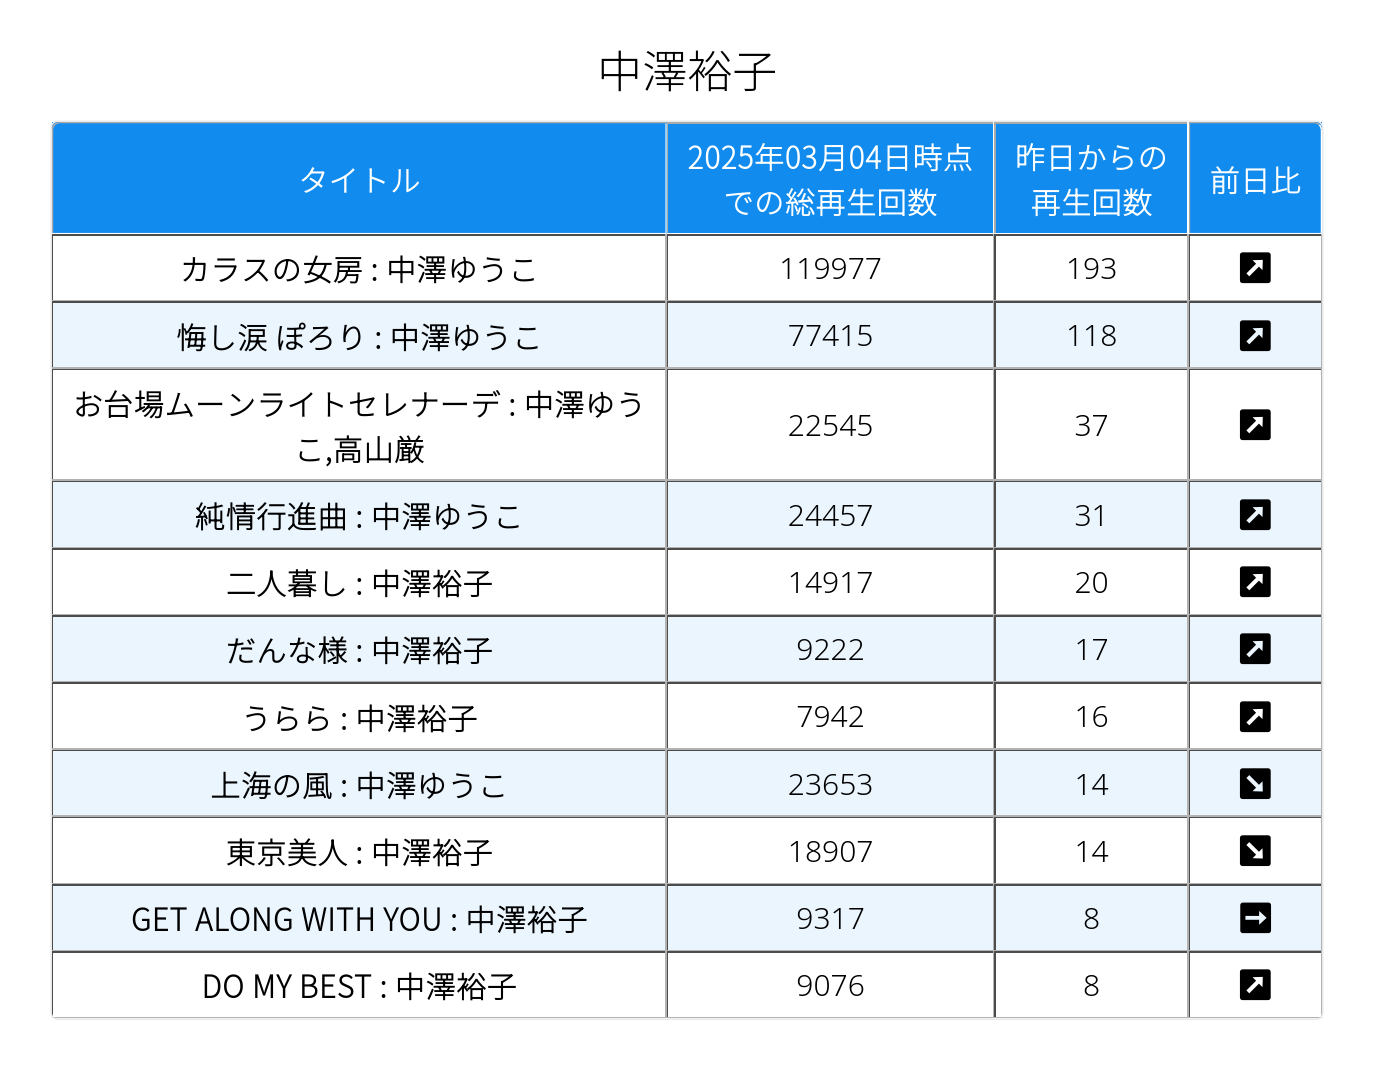 中澤裕子
タイトル
2025年03月04日時点
での総再生回数
昨日からの
再生回数
前日比
カラスの女房 : 中澤ゆうこ
119977
193
悔し涙 ぽろり : 中澤ゆうこ
77415
118
お台場ムーンライトセレナーデ : 中澤ゆう
こ,高山厳
22545
37
純情行進曲 : 中澤ゆうこ
24457
31
二人暮し : 中澤裕子
14917
20
だんな様 : 中澤裕子
9222
17
うらら : 中澤裕子
7942
16
上海の風 : 中澤ゆうこ
23653
14
東京美人 : 中澤裕子
18907
14
GET ALONG WITH YOU : 中澤裕子
9317
8
DO MY BEST : 中澤裕子
9076
8